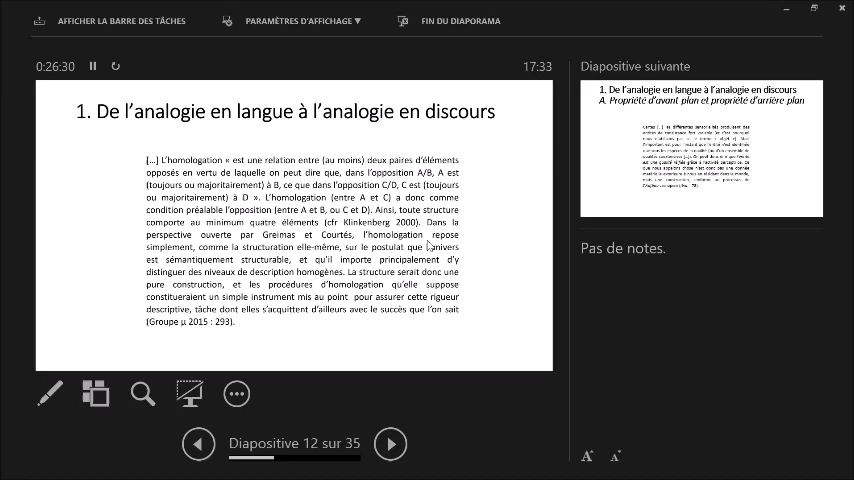 AFFICHER LA BARRE DES TÂCHES PARAMÈTRES D'AFFICHAGE ▼ FIN DU DIAPORAMA
0:26:30 17:33
1. De l'analogie en langue à l'analogie en discours
[…] L'homologation « est une relation entre (au moins) deux paires d'éléments
opposés en vertu de laquelle on peut dire que, dans l'opposition A/B, A est
(toujours ou majoritairement) à B, ce que dans l'opposition C/D, C est (toujours
ou majoritairement) à D ». L'homologation (entre A et C) a donc comme
condition préalable l'opposition (entre A et B, ou C et D). Ainsi, toute structure
comporte au minimum quatre éléments (cfr Klinkenberg 2000). Dans la
perspective ouverte par Greimas et Courtés, l'homologation repose
simplement, comme la structuration elle-même, sur le postulat que l'univers
est sémantiquement structurable, et qu'il importe principalement d'y
distinguer des niveaux de description homogènes. La structure serait donc une
pure construction, et les procédures d'homologation qu'elle suppose
constitueraient un simple instrument mis au point pour assurer cette rigueur
descriptive, tâche dont elles s'acquittent d'ailleurs avec le succès que l'on sait
(Groupe µ 2015 : 293).
Diapositive 12 sur 35
Diapositive suivante
1. De l'analogie en langue à l'analogie en discours
A. Propriété d'avant plan et propriété d'arrière plan
Pas de notes.
A A